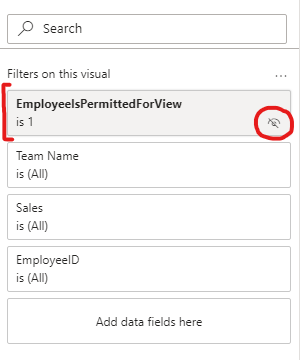 Search
Filters on this visual
...
EmployeeIsPermittedForView
is 1
Team Name
is (All)
Sales
is (All)
EmployeeID
is (All)
Add data fields here